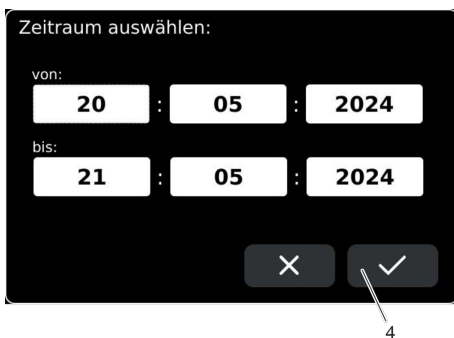 Zeitraum auswählen:
von:
20 : 05 : 2024
bis:
21 : 05 : 2024
4